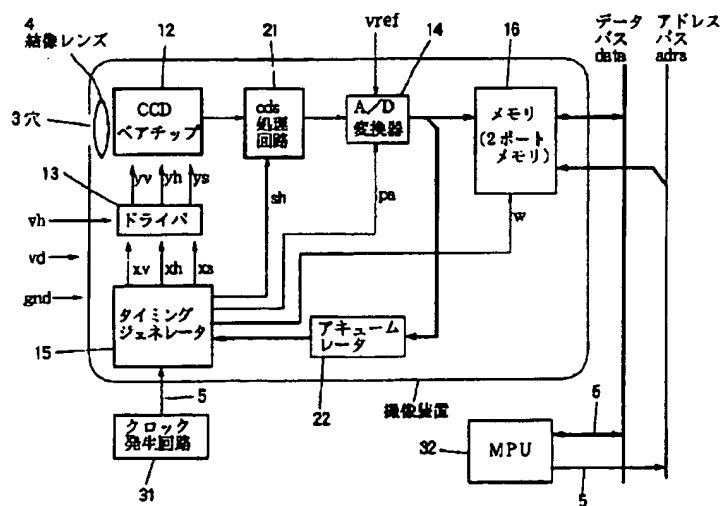 4
結像レンズ
3穴
12
21
vref
14
16
データ
バス
data
アドレス
バス
adrs
CCD
ベアチップ
cds
処理
回路
A/D
変換器
メモリ
(2ポート
メモリ)
13
yv
yh
ys
sh
pa
w
vh
ドライバ
vd
xv
xh
xs
gnd
タイミング
ジェネレータ
アキューム
レータ
15
22
5
撮像装置
6
クロック
発生回路
31
32
MPU
5